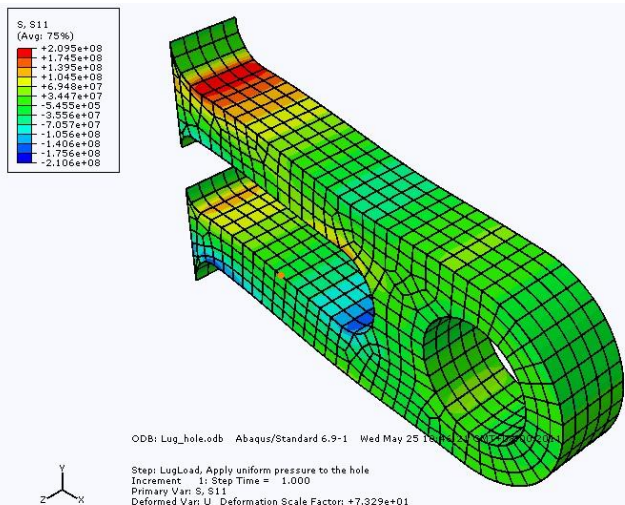 S, S11
(Avg: 75%)
+2.095e+08
+1.745e+08
+1.395e+08
+1.045e+08
+6.948e+07
+3.447e+07
-5.455e+05
-3.556e+07
-7.057e+07
-1.056e+08
-1.406e+08
-1.756e+08
-2.106e+08
ODB: Lug_hole.odb Abaqus/Standard 6.9-1 Wed May 25
Y
Z X
Step: LugLoad, Apply uniform pressure to the hole
Increment 1: Step Time = 1.000
Primary Var: S, S11
Deformed Var: U Deformation Scale Factor: +7.329e+01